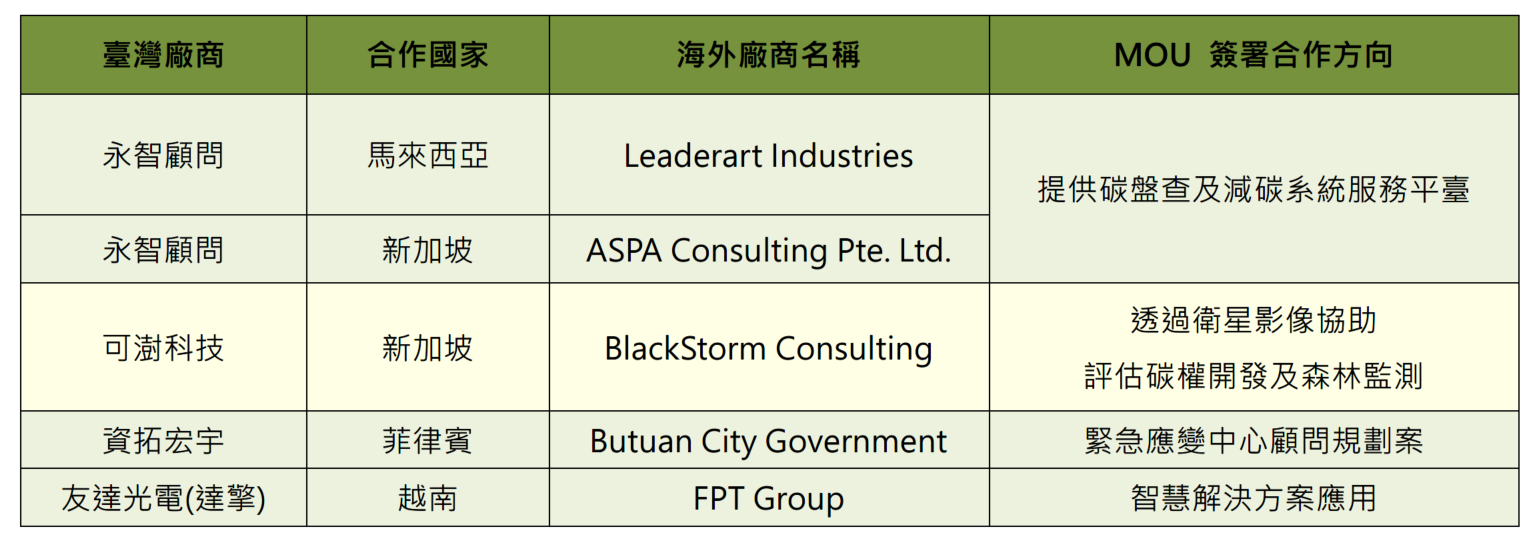 臺灣廠商 合作國家 海外廠商名稱 MOU 簽署合作方向
永智顧問 馬來西亞 Leaderart Industries
提供碳盤查及減碳系統服務平臺
永智顧問 新加坡 ASPA Consulting Pte. Ltd.
可澍科技 新加坡 BlackStorm Consulting
透過衛星影像協助
評估碳權開發及森林監測
資拓宏宇 菲律賓 Butuan City Government 緊急應變中心顧問規劃案
友達光電(達擎) 越南 FPT Group 智慧解決方案應用